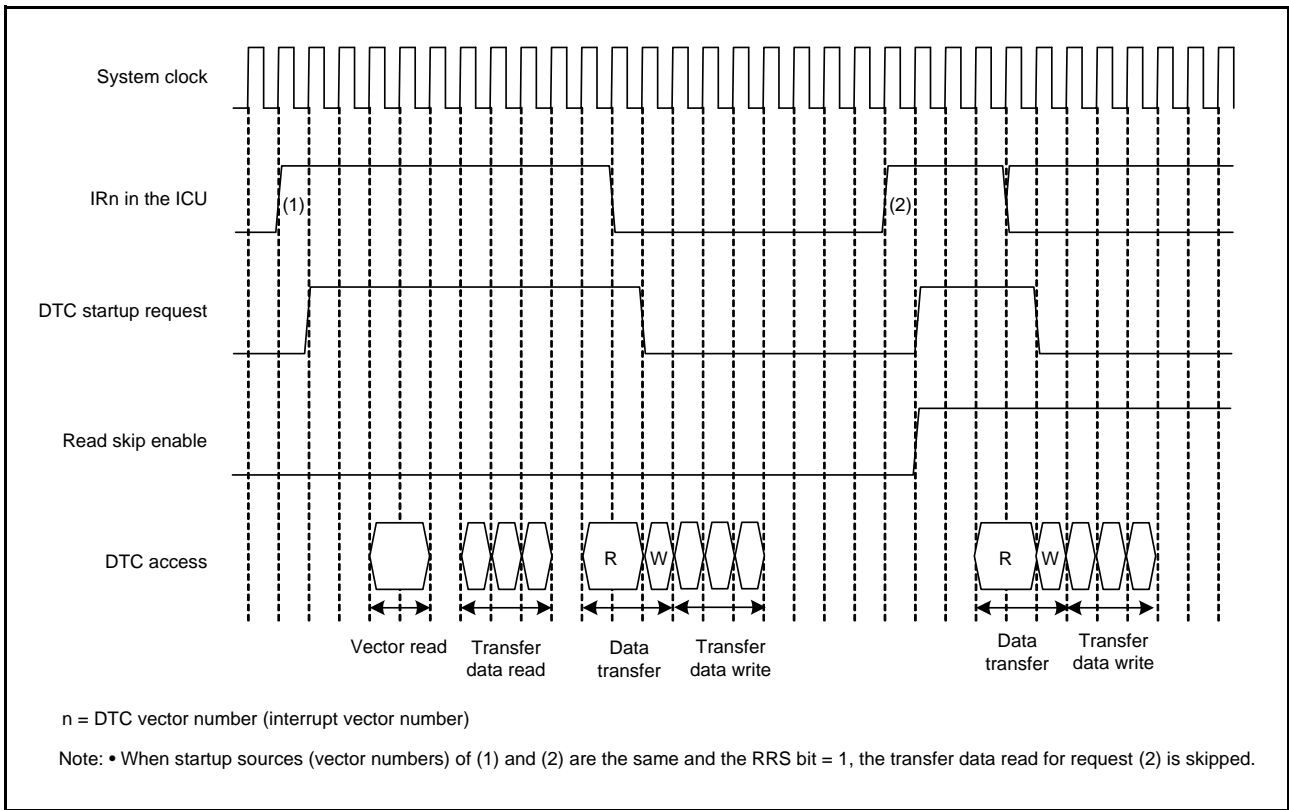 System clock
IRn in the ICU
(1)
(2)
DTC startup request
Read skip enable
DTC access
R
W
R
W
Vector read
Transfer
data read
Data
transfer
Transfer
data write
Data
transfer
Transfer
data write
n = DTC vector number (interrupt vector number)
Note: • When startup sources (vector numbers) of (1) and (2) are the same and the RRS bit = 1, the transfer data read for request (2) is skipped.